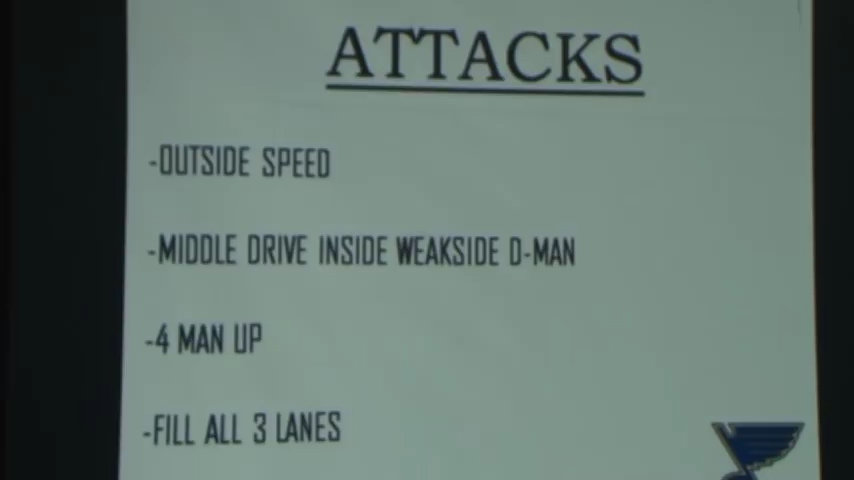 ATTACKS
-OUTSIDE SPEED
-MIDDLE DRIVE INSIDE WEAKSIDE D-MAN
-4 MAN UP
-FILL ALL 3 LANES